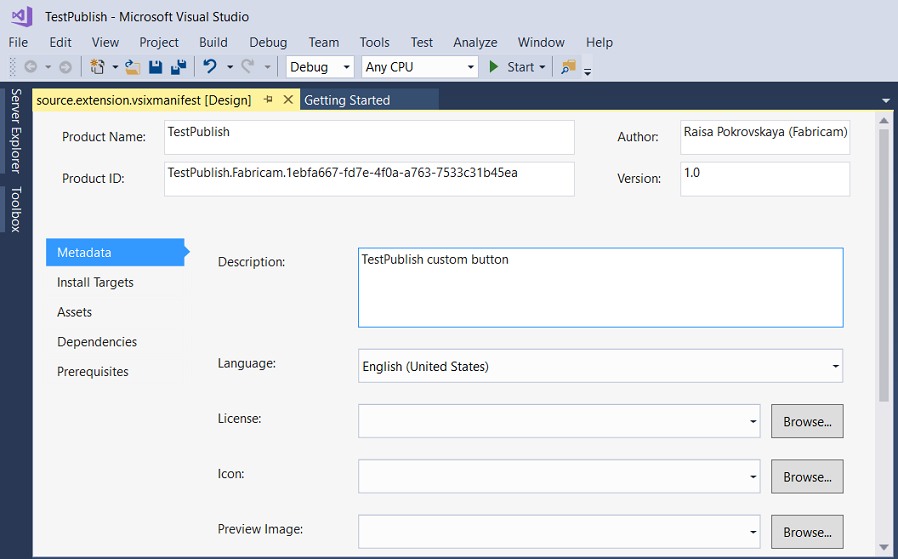 TestPublish - Microsoft Visual Studio
File Edit View Project Build Debug Team Tools Test Analyze Window Help
Debug Any CPU Start
Server Explorer
Toolbox
source.extension.vsixmanifest [Design] Getting Started
Product Name: TestPublish Author: Raisa Pokrovskaya (Fabricam)
Product ID: TestPublish.Fabricam.1ebfa667-fd7e-4f0a-a763-7533c31b45ea Version: 1.0
Metadata
Install Targets
Assets
Dependencies
Prerequisites
Description: TestPublish custom button
Language: English (United States)
License: Browse...
Icon: Browse...
Preview Image: Browse...